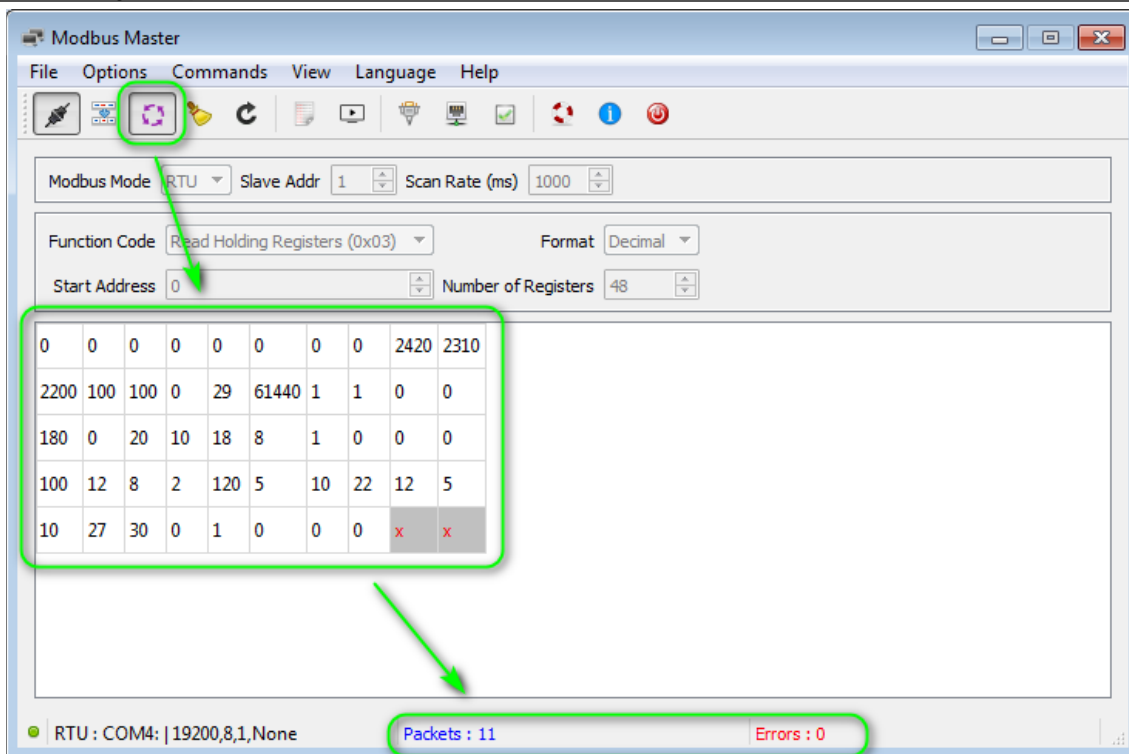 Modbus Master
File Options Commands View Language Help
Modbus Mode RTU Slave Addr 1 Scan Rate (ms) 1000
Function Code Read Holding Registers (0x03) Format Decimal
Start Address 0 Number of Registers 48
0 0 0 0 0 0 0 0 2420 2310
2200 100 100 0 29 61440 1 1 0 0
180 0 20 10 18 8 1 0 0 0
100 12 8 2 120 5 10 22 12 5
10 27 30 0 1 0 0 0 x x
RTU : COM4: | 19200,8,1,None Packets : 11 Errors : 0